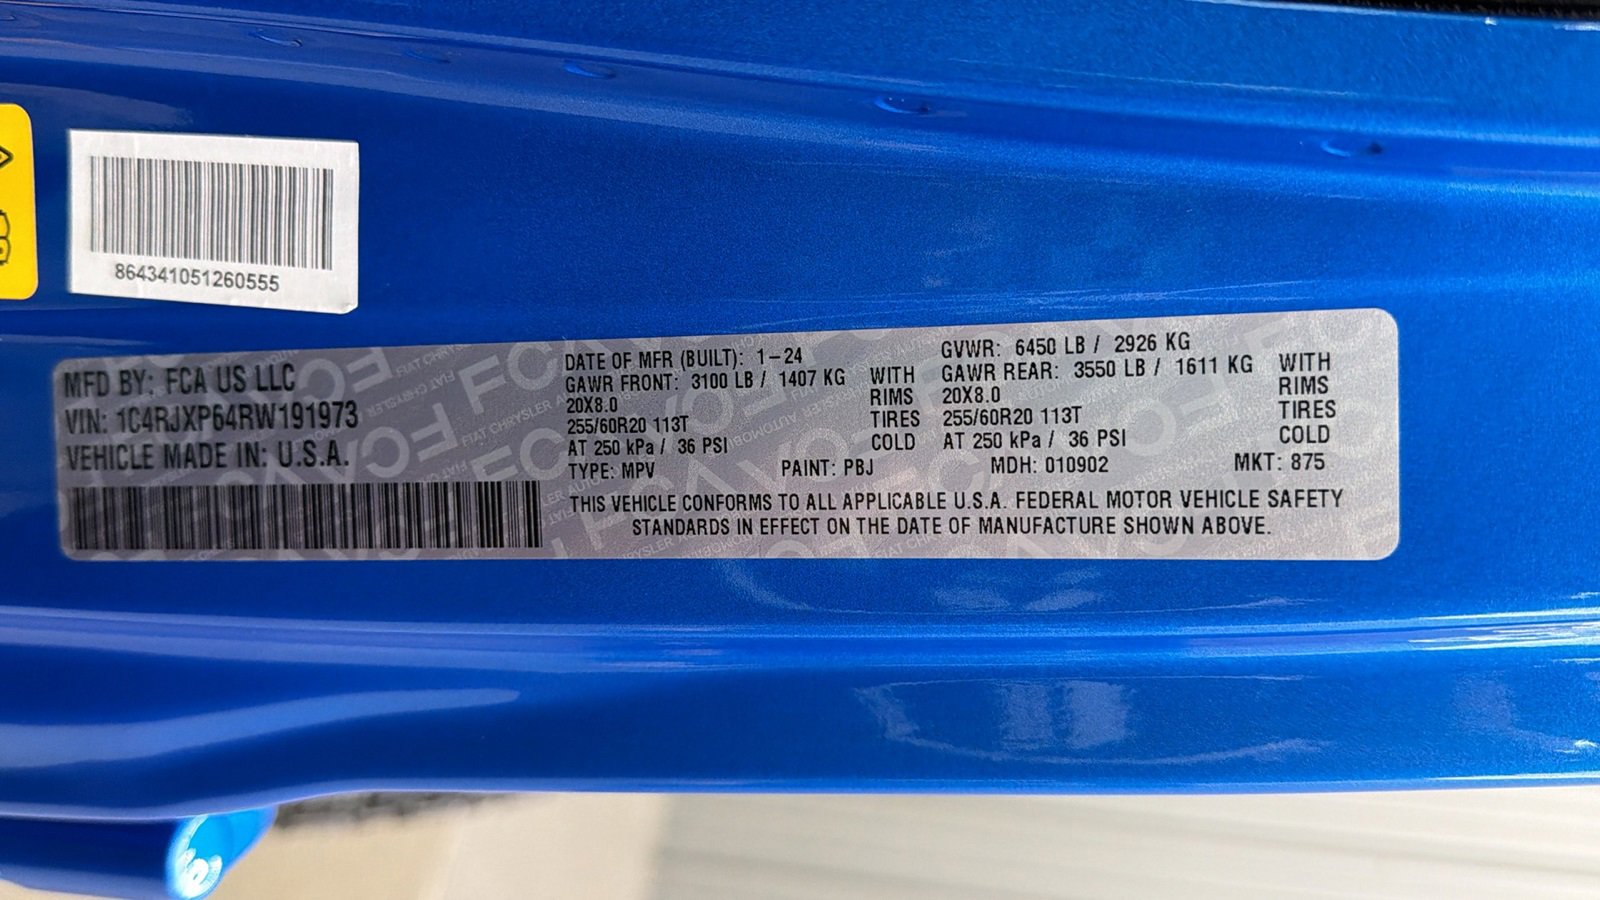 864341051260555
MFD BY: FCA US LLC
VIN: 1C4RJXP64RW191973
VEHICLE MADE IN: U.S.A.
DATE OF MFR (BUILT): 1-24
GAWR FRONT: 3100 LB / 1407 KG WITH
20X8.0 RIMS
255/60R20 113T TIRES
AT 250 kPa / 36 PSI COLD
GVWR: 6450 LB / 2926 KG
GAWR REAR: 3550 LB / 1611 KG WITH
20X8.0 RIMS
255/60R20 113T TIRES
AT 250 kPa / 36 PSI COLD
TYPE: MPV PAINT: PBJ MDH: 010902 MKT: 875
THIS VEHICLE CONFORMS TO ALL APPLICABLE U.S.A. FEDERAL MOTOR VEHICLE SAFETY
STANDARDS IN EFFECT ON THE DATE OF MANUFACTURE SHOWN ABOVE.